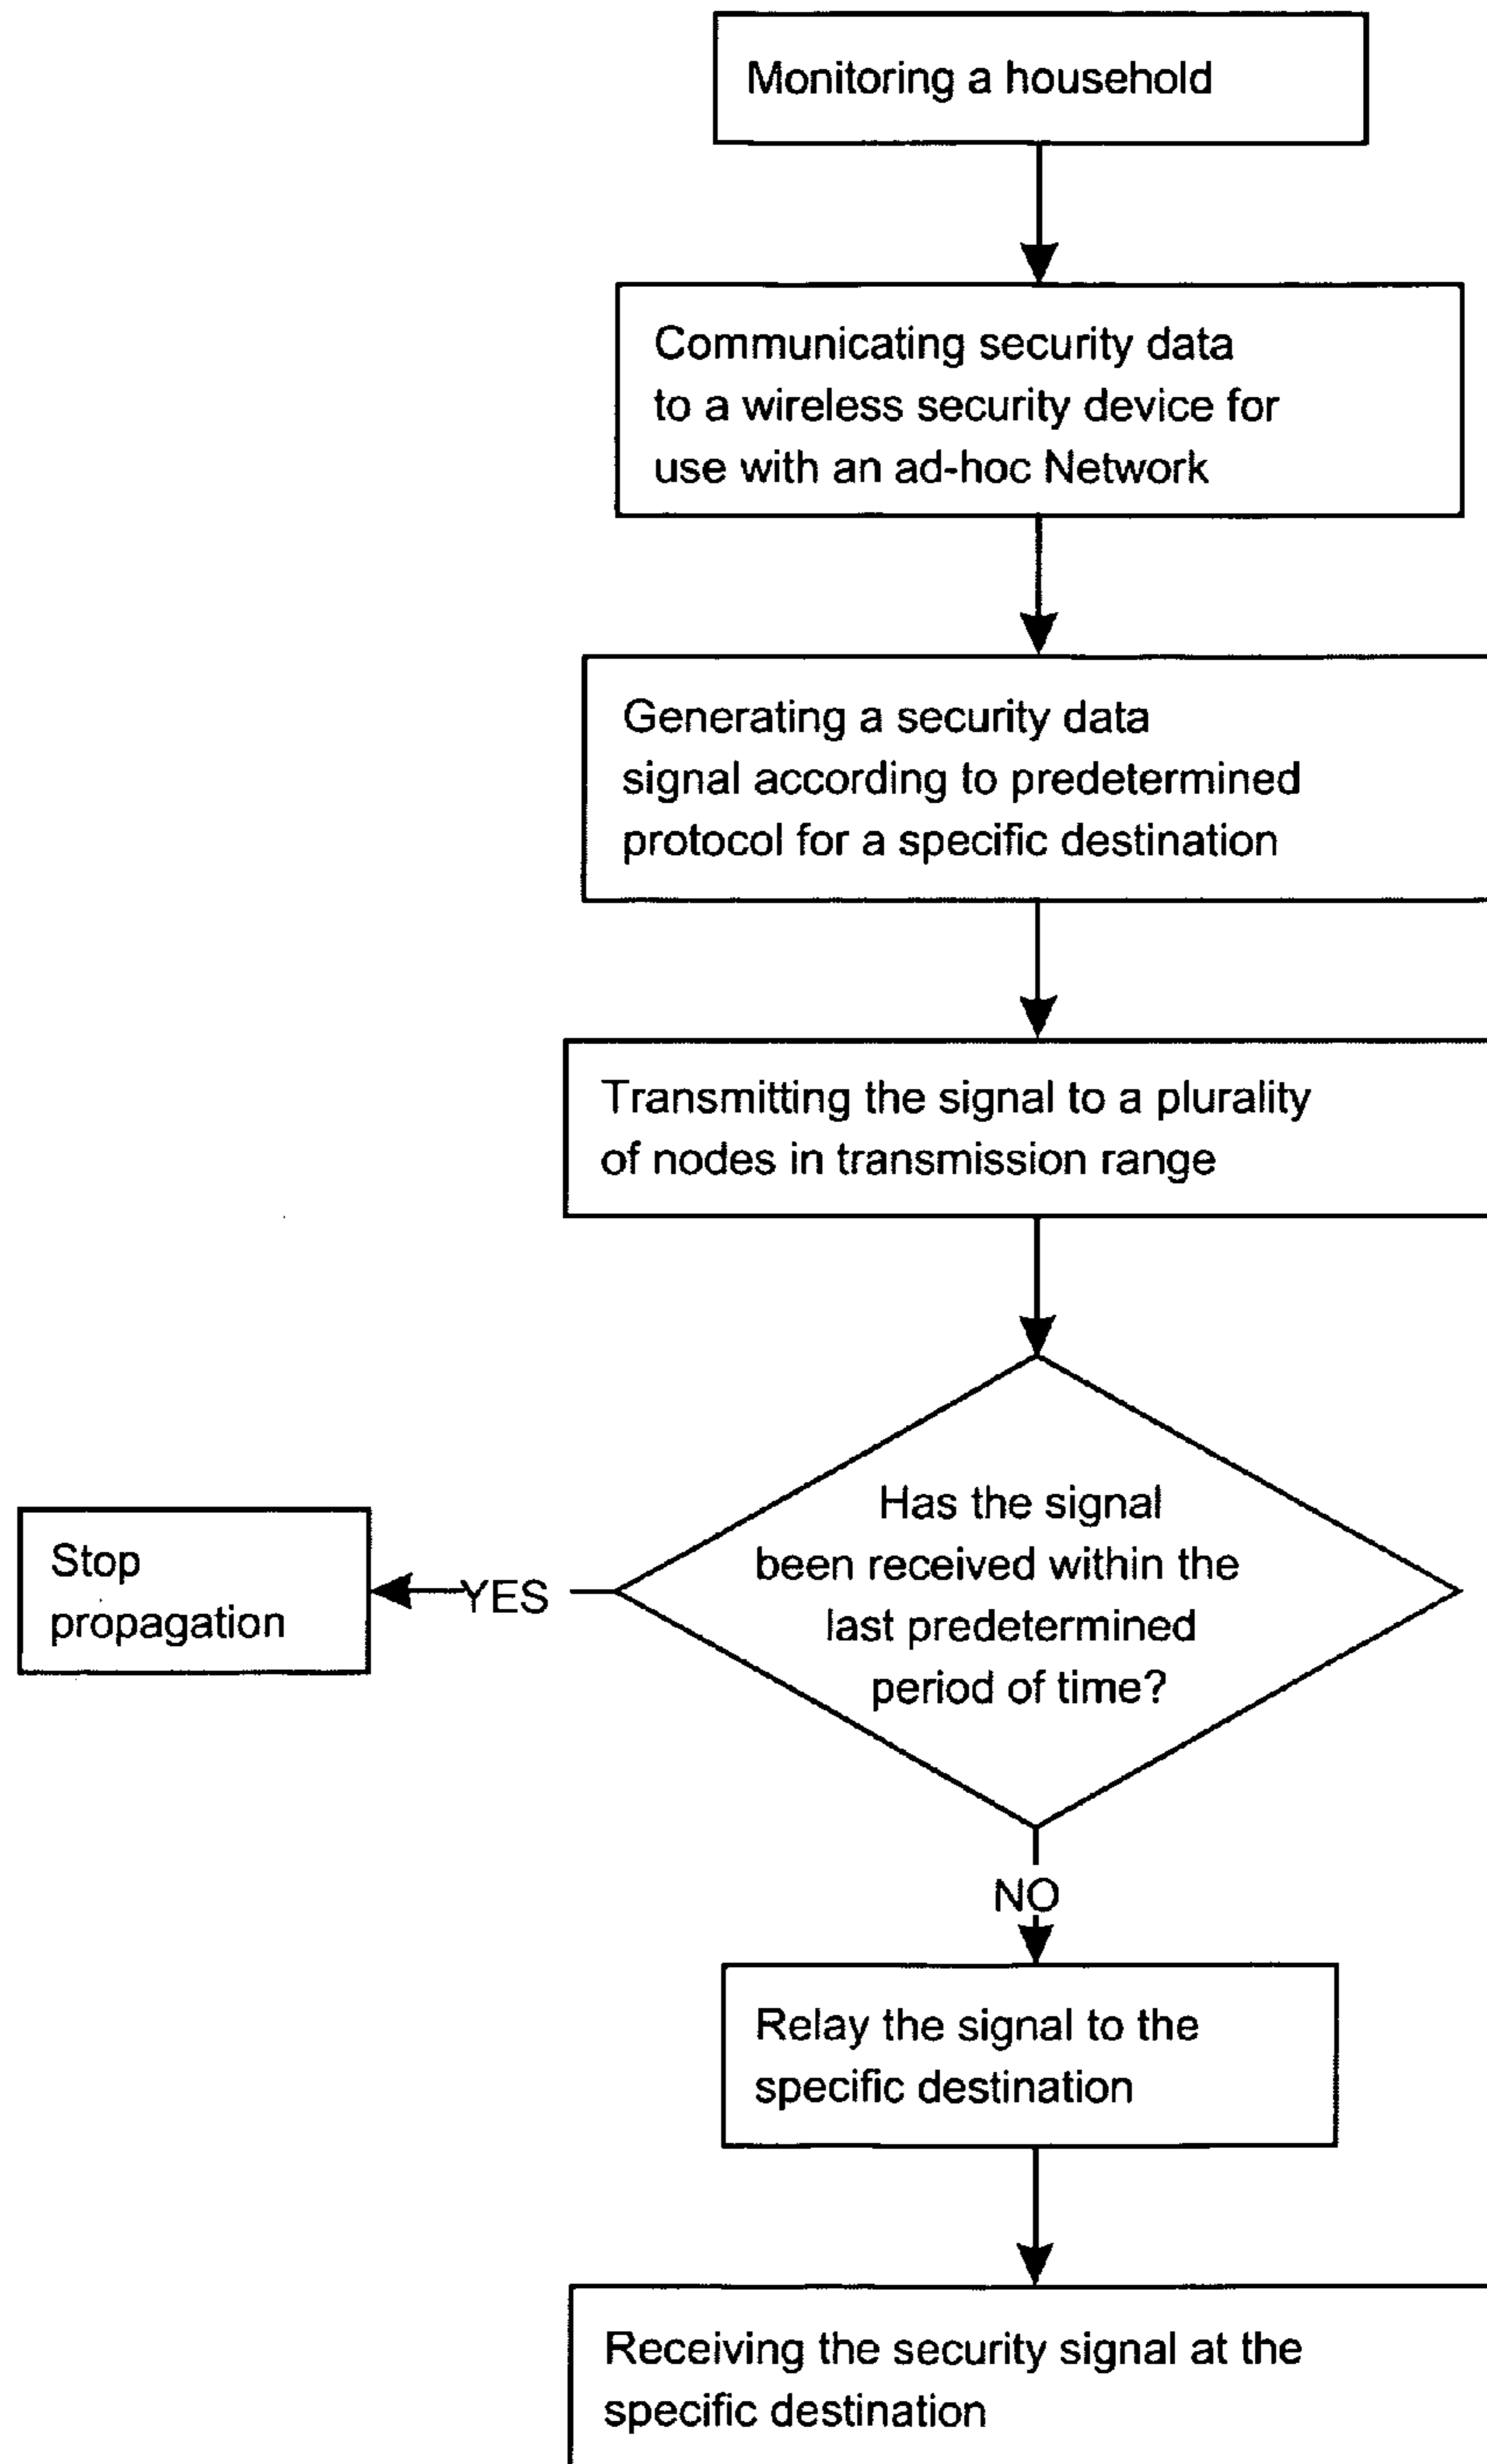 Monitoring a household
Communicating security data
to a wireless security device for
use with an ad-hoc Network
Generating a security data
signal according to predetermined
protocol for a specific destination
Transmitting the signal to a plurality
of nodes in transmission range
Has the signal
been received within the
last predetermined
period of time?
YES
Stop
propagation
NO
Relay the signal to the
specific destination
Receiving the security signal at the
specific destination